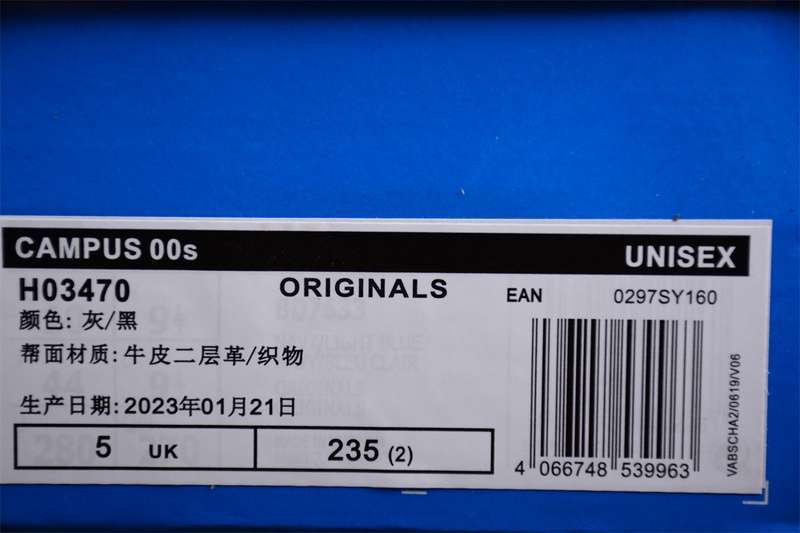 CAMPUS 00s
UNISEX
H03470
ORIGINALS
EAN
0297SY160
颜色: 灰/黑
帮面材质: 牛皮二层革/织物
生产日期: 2023年01月21日
5 UK
235 (2)
4 066748 539963
VABSCHA2/0619/V06